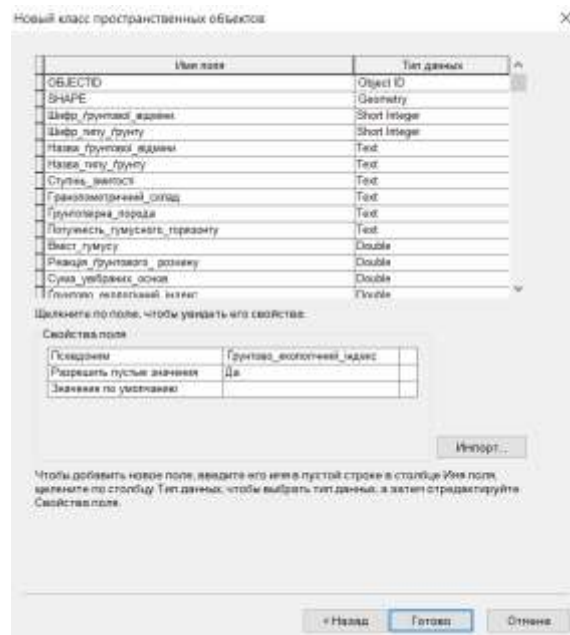 Новый класс пространственных объектов
Имя поля Тип данных
OBJECTID Object ID
SHAPE Geometry
Шифр_ґрунтової_відміни Short Integer
Шифр_типу_ґрунту Short Integer
Назва_ґрунтової_відміни Text
Назва_типу_ґрунту Text
Ступінь_змитості Text
Гранулометричний_склад Text
Ґрунтотворна_порода Text
Потужність_гумусного_горизонту Text
Вміст_гумусу Double
Реакція_ґрунтового_розчину Double
Сума_увібраних_основ Double
Ґрунтово_екологічний_індекс Double
Щелкните по полю, чтобы увидеть его свойства.
Свойства поля
Псевдоним Ґрунтово_екологічний_індекс
Разрешить пустые значения Да
Значение по умолчанию
Импорт...
Чтобы добавить новое поле, введите его имя в пустой строке в столбце Имя поля,
щелкните по столбцу Тип данных, чтобы выбрать тип данных, а затем отредактируйте
Свойства поля.
< Назад Готово Отмена